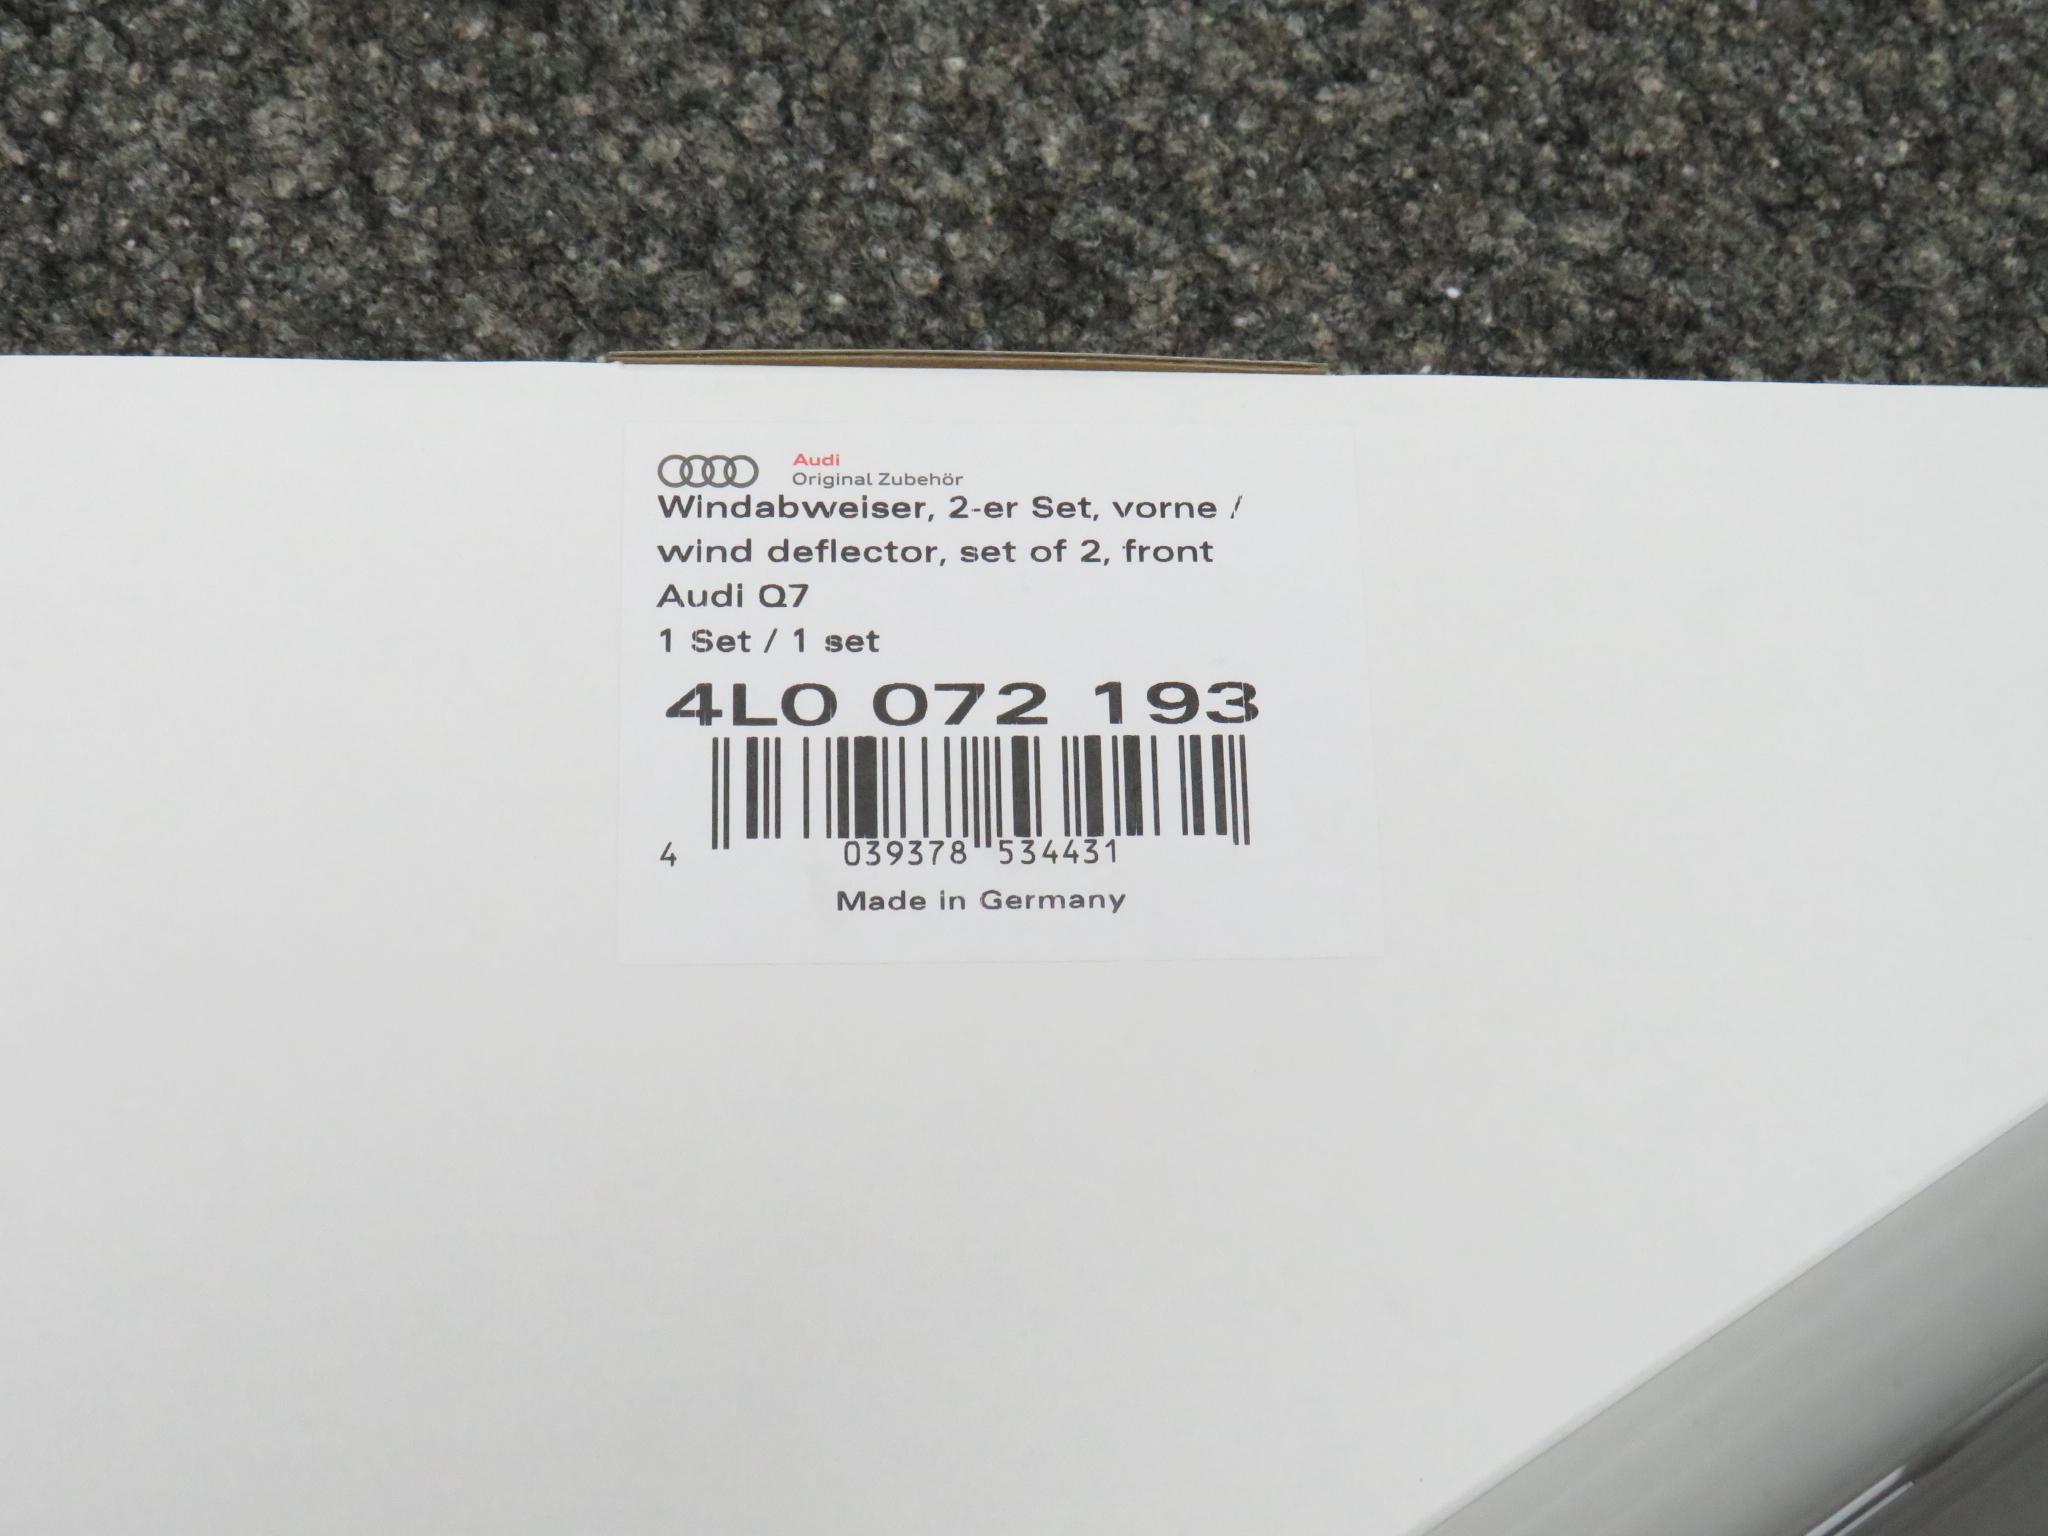 Audi
Original Zubehör
Windabweiser, 2-er Set, vorne /
wind deflector, set of 2, front
Audi Q7
1 Set / 1 set
4L0 072 193
4 039378 534431
Made in Germany